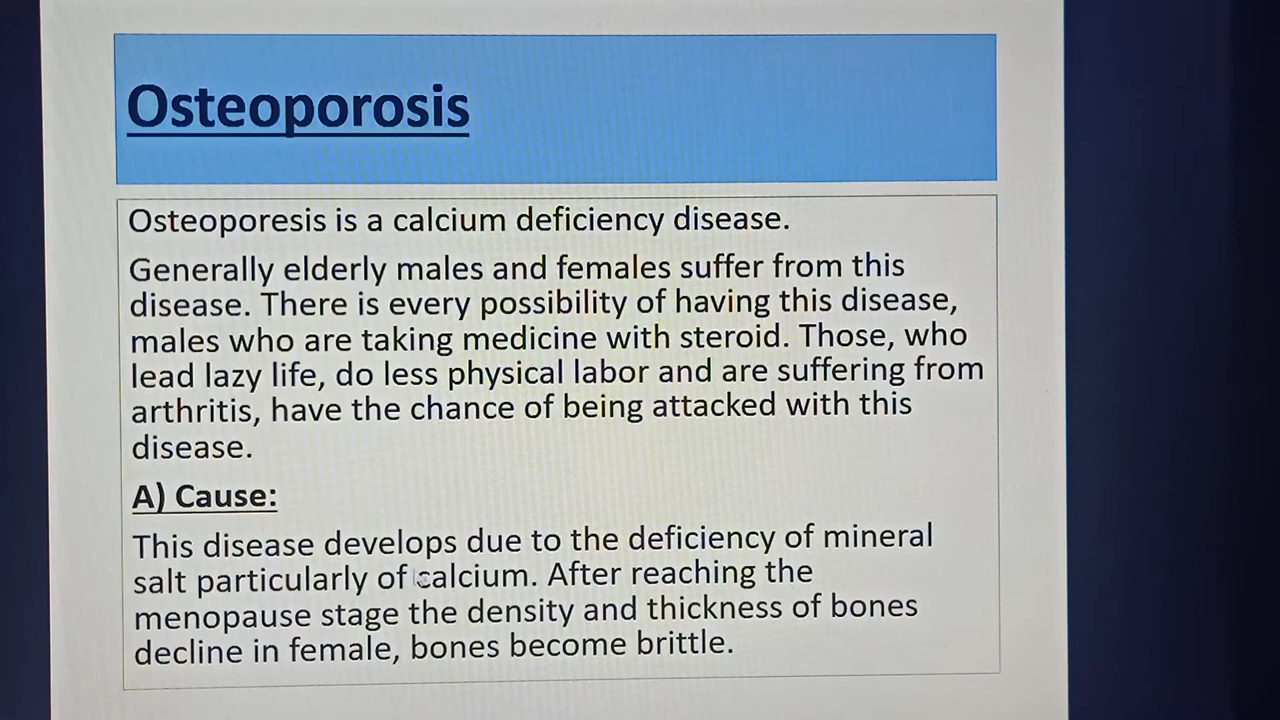 Osteoporosis
Osteoporesis is a calcium deficiency disease.
Generally elderly males and females suffer from this
disease. There is every possibility of having this disease,
males who are taking medicine with steroid. Those, who
lead lazy life, do less physical labor and are suffering from
arthritis, have the chance of being attacked with this
disease.
A) Cause:
This disease develops due to the deficiency of mineral
salt particularly of calcium. After reaching the
menopause stage the density and thickness of bones
decline in female, bones become brittle.